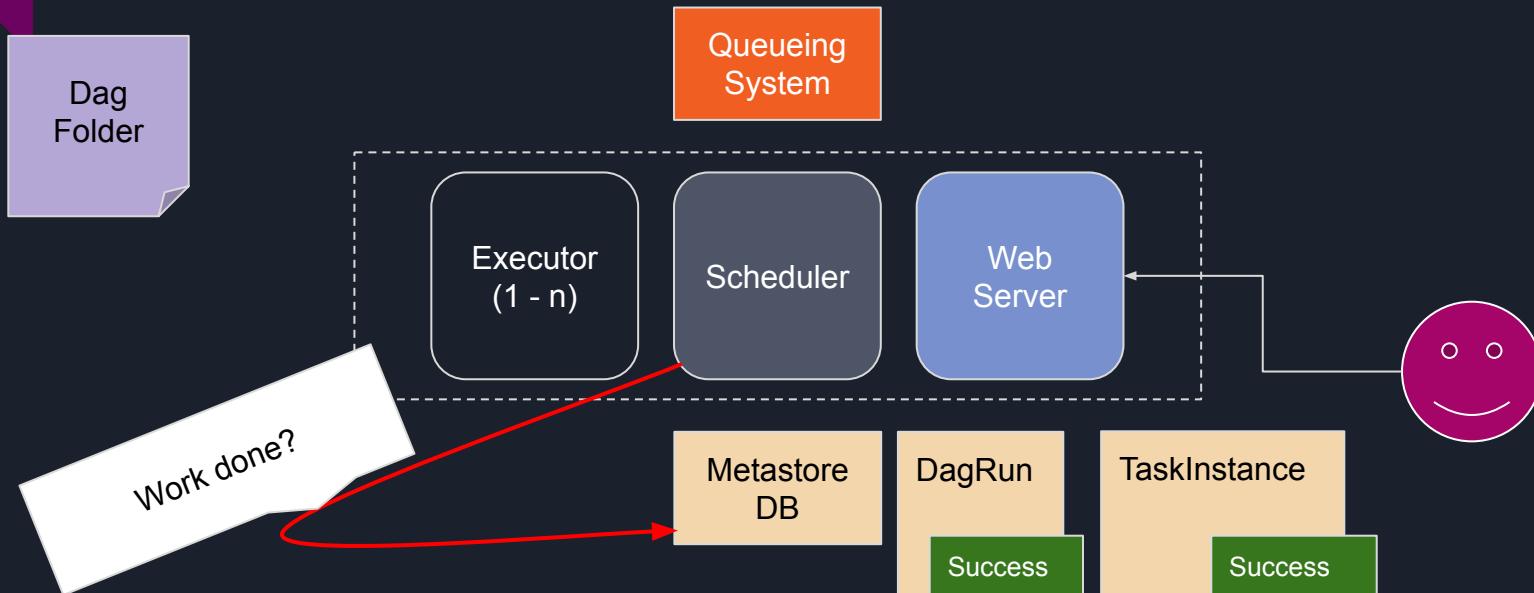 Dag
Folder
Queueing
System
Executor
(1 - n)
Scheduler
Web
Server
Work done?
Metastore
DB
DagRun
TaskInstance
Success
Success